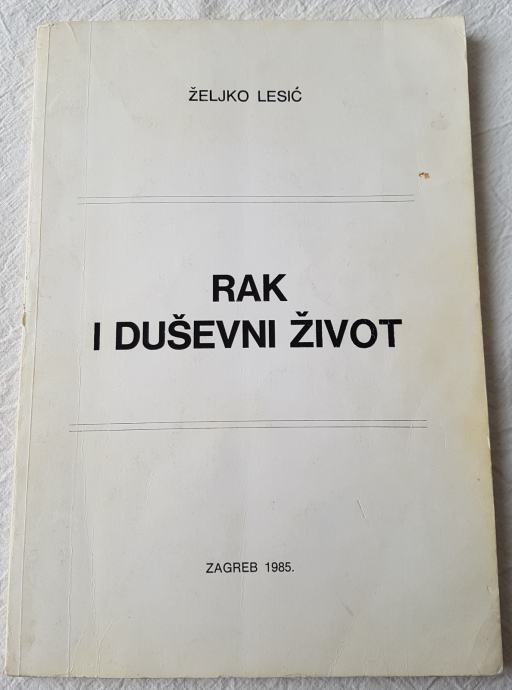 ŽELJKO LESIĆ
RAK
I DUŠEVNI ŽIVOT
ZAGREB 1985.